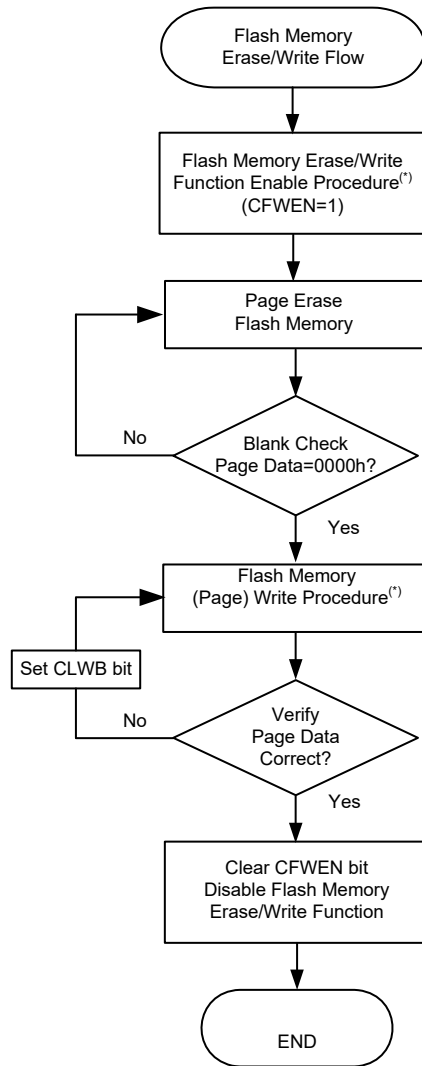 Flash Memory
Erase/Write Flow
Flash Memory Erase/Write
Function Enable Procedure(*)
(CFWEN=1)
Page Erase
Flash Memory
No
Blank Check
Page Data=0000h?
Yes
Flash Memory
(Page) Write Procedure(*)
Set CLWB bit
No
Verify
Page Data
Correct?
Yes
Clear CFWEN bit
Disable Flash Memory
Erase/Write Function
END